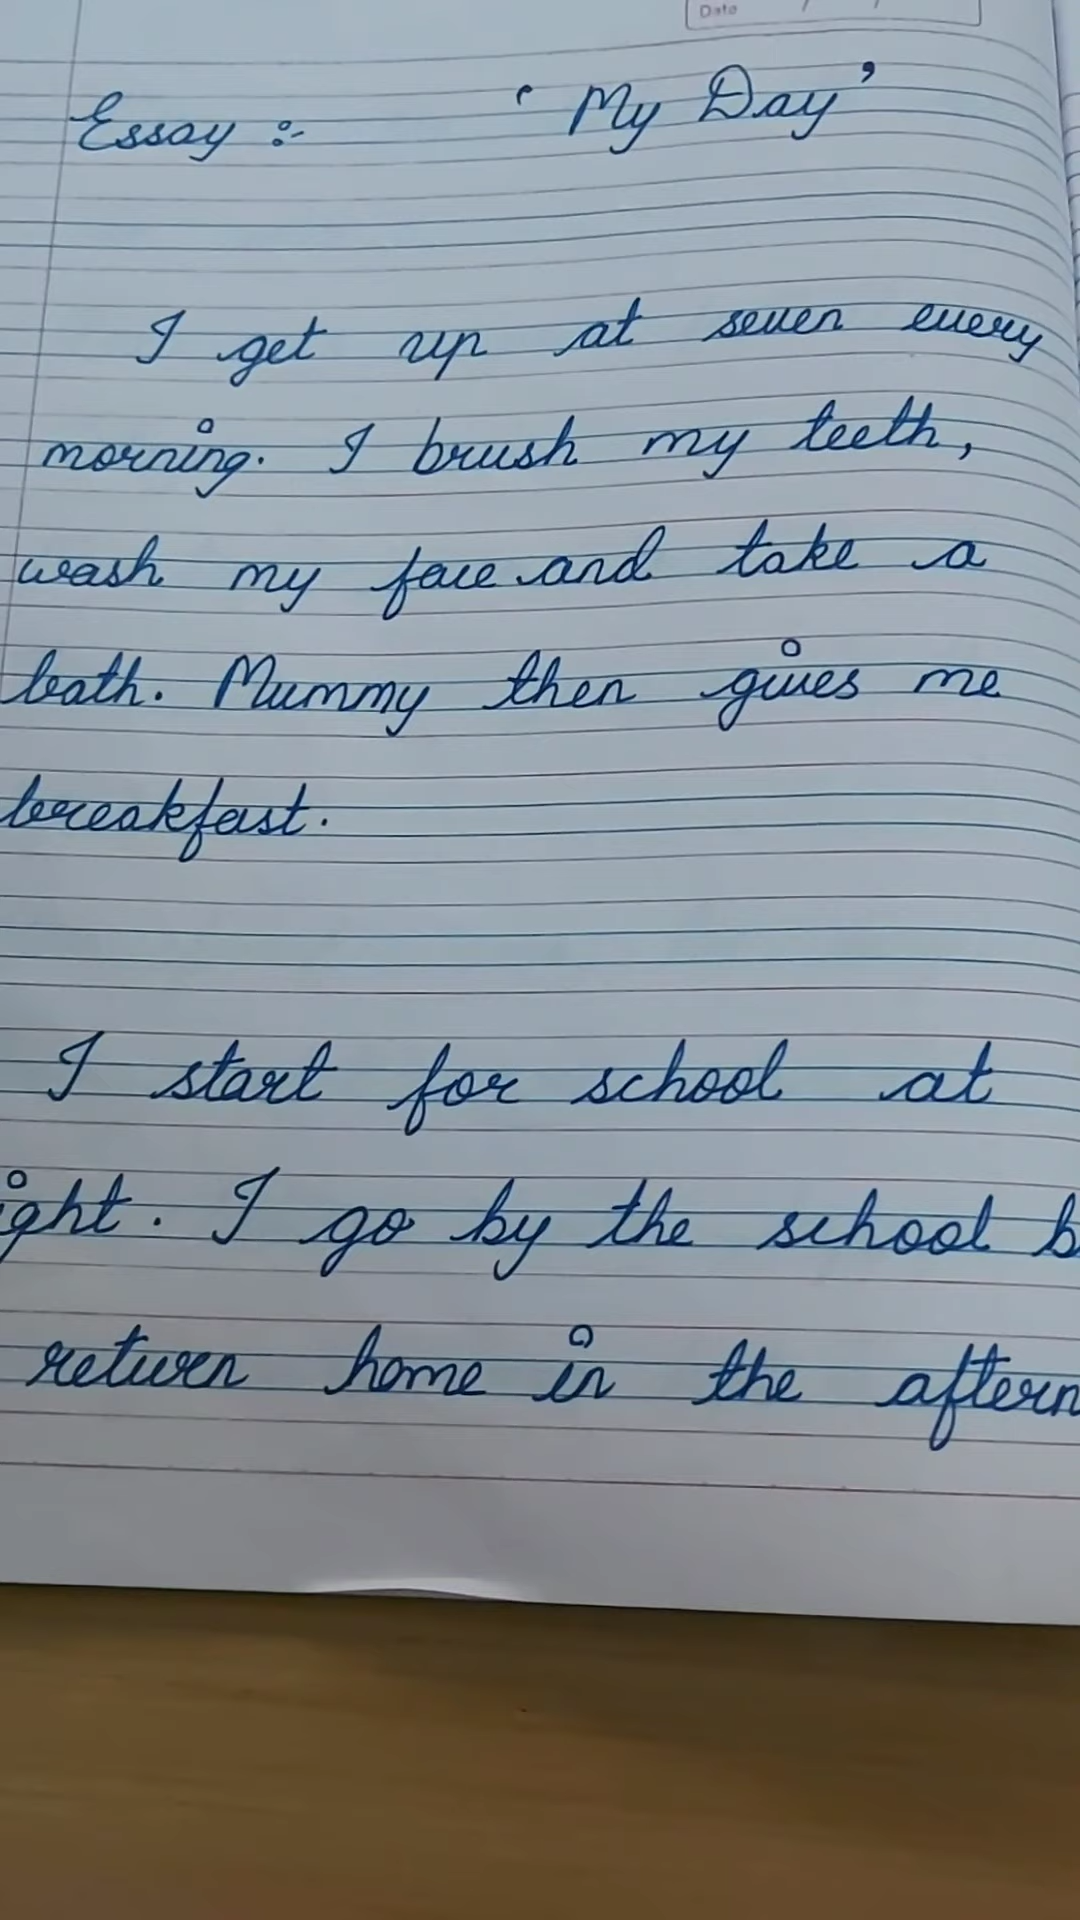 Date / /
Essay :- ‘ My Day ’
I get up at seven every
morning. I brush my teeth,
wash my face and take a
bath. Mummy then gives me
breakfast.
I start for school at
ight. I go by the school b
return home in the aftern